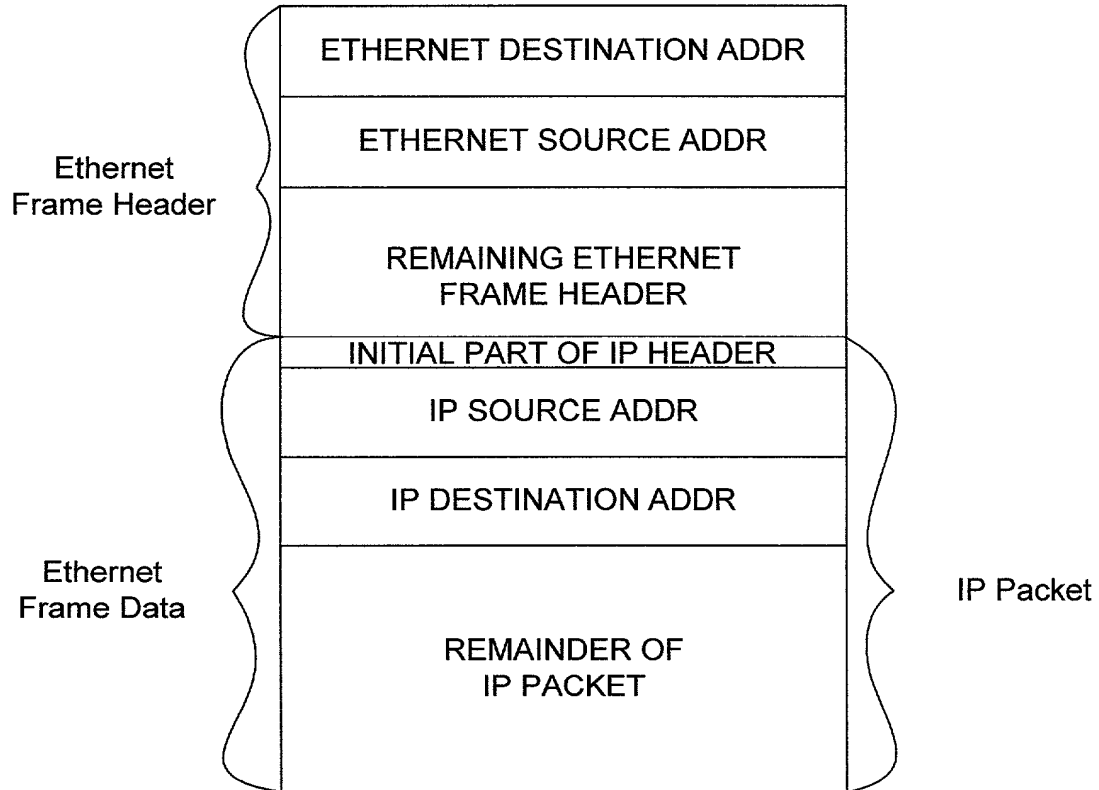 ETHERNET DESTINATION ADDR
ETHERNET SOURCE ADDR
Ethernet
Frame Header
REMAINING ETHERNET
FRAME HEADER
INITIAL PART OF IP HEADER
IP SOURCE ADDR
IP DESTINATION ADDR
Ethernet
Frame Data
IP Packet
REMAINDER OF
IP PACKET